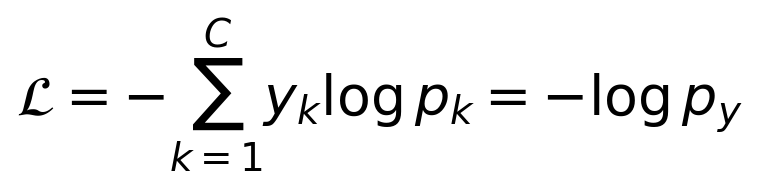 ℒ = − ∑_{k=1}^{C} y_k log p_k = − log p_y